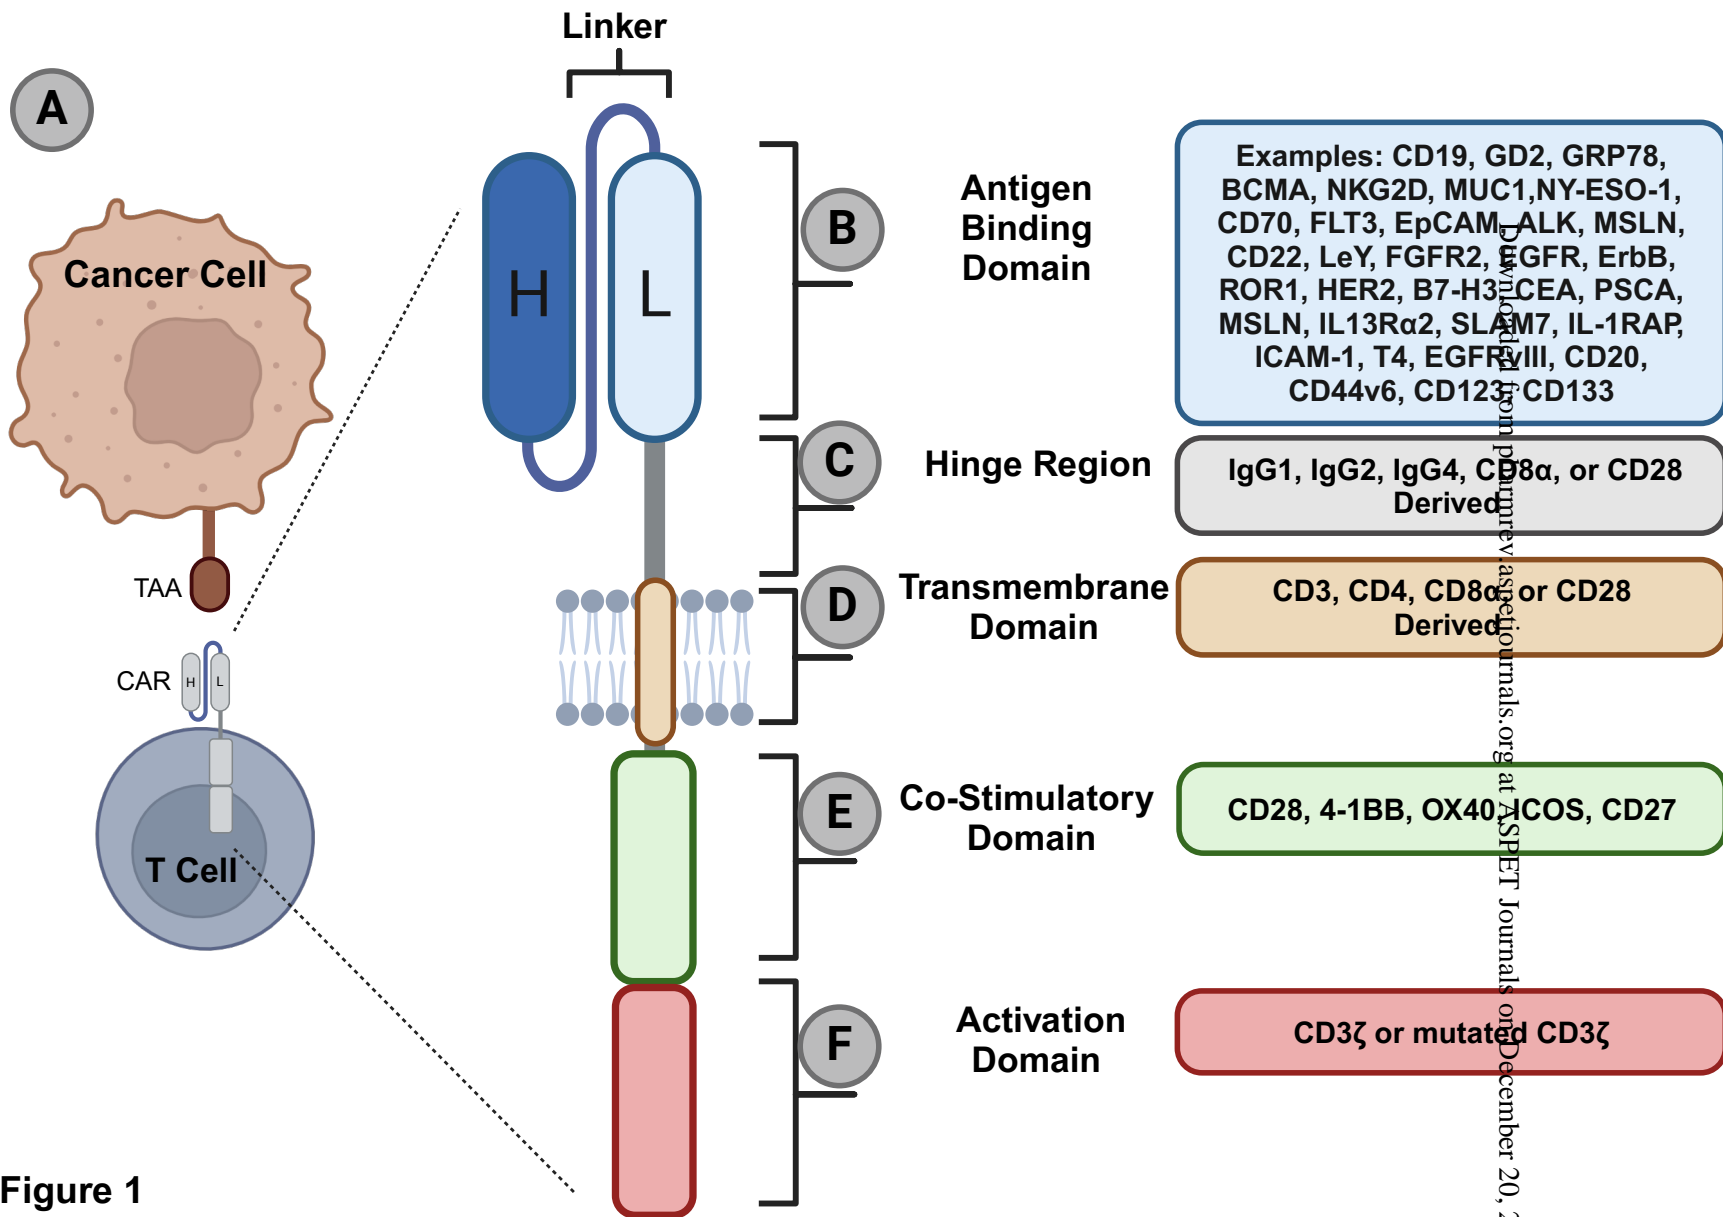 Linker
A
Cancer Cell
TAA
CAR
H
L
T Cell
H
L
B
Antigen
Binding
Domain
Examples: CD19, GD2, GRP78,
BCMA, NKG2D, MUC1,NY-ESO-1,
CD70, FLT3, EpCAM, ALK, MSLN,
CD22, LeY, FGFR2, EGFR, ErbB,
ROR1, HER2, B7-H3, CEA, PSCA,
MSLN, IL13Rα2, SLAM7, IL-1RAP,
ICAM-1, T4, EGFRvIII, CD20,
CD44v6, CD123, CD133
C
Hinge Region
IgG1, IgG2, IgG4, CD8α, or CD28
Derived
D
Transmembrane
Domain
CD3, CD4, CD8α, or CD28
Derived
E
Co-Stimulatory
Domain
CD28, 4-1BB, OX40, ICOS, CD27
F
Activation
Domain
CD3ζ or mutated CD3ζ
Figure 1
Downloaded from pharmrev.aspetjournals.org at ASPET Journals on December 20,